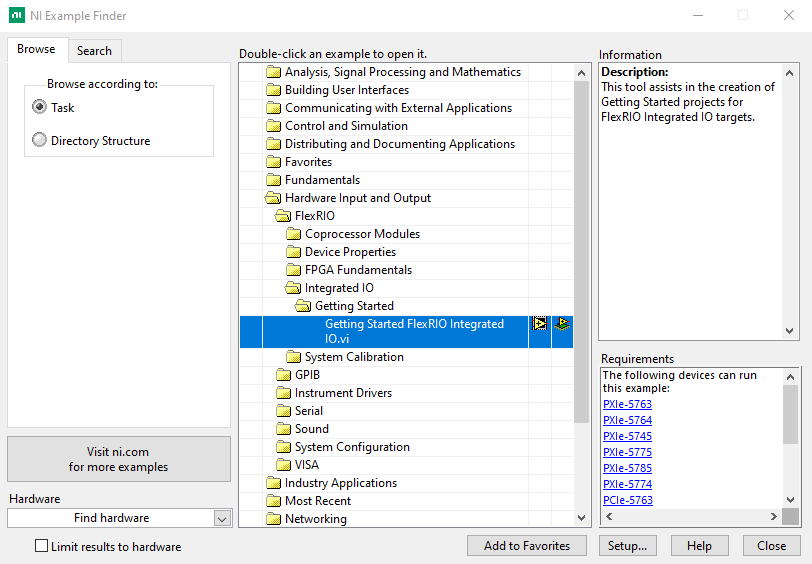 NI Example Finder
Browse
Search
Browse according to:
Task
Directory Structure
Visit ni.com
for more examples
Hardware
Find hardware
Limit results to hardware
Double-click an example to open it.
Analysis, Signal Processing and Mathematics
Building User Interfaces
Communicating with External Applications
Control and Simulation
Distributing and Documenting Applications
Favorites
Fundamentals
Hardware Input and Output
FlexRIO
Coprocessor Modules
Device Properties
FPGA Fundamentals
Integrated IO
Getting Started
Getting Started FlexRIO Integrated
IO.vi
System Calibration
GPIB
Instrument Drivers
Serial
Sound
System Configuration
VISA
Industry Applications
Most Recent
Networking
Information
Description:
This tool assists in the creation of
Getting Started projects for
FlexRIO Integrated IO targets.
Requirements
The following devices can run
this example:
PXIe-5763
PXIe-5764
PXIe-5745
PXIe-5775
PXIe-5785
PXIe-5774
PCIe-5763
Add to Favorites
Setup...
Help
Close